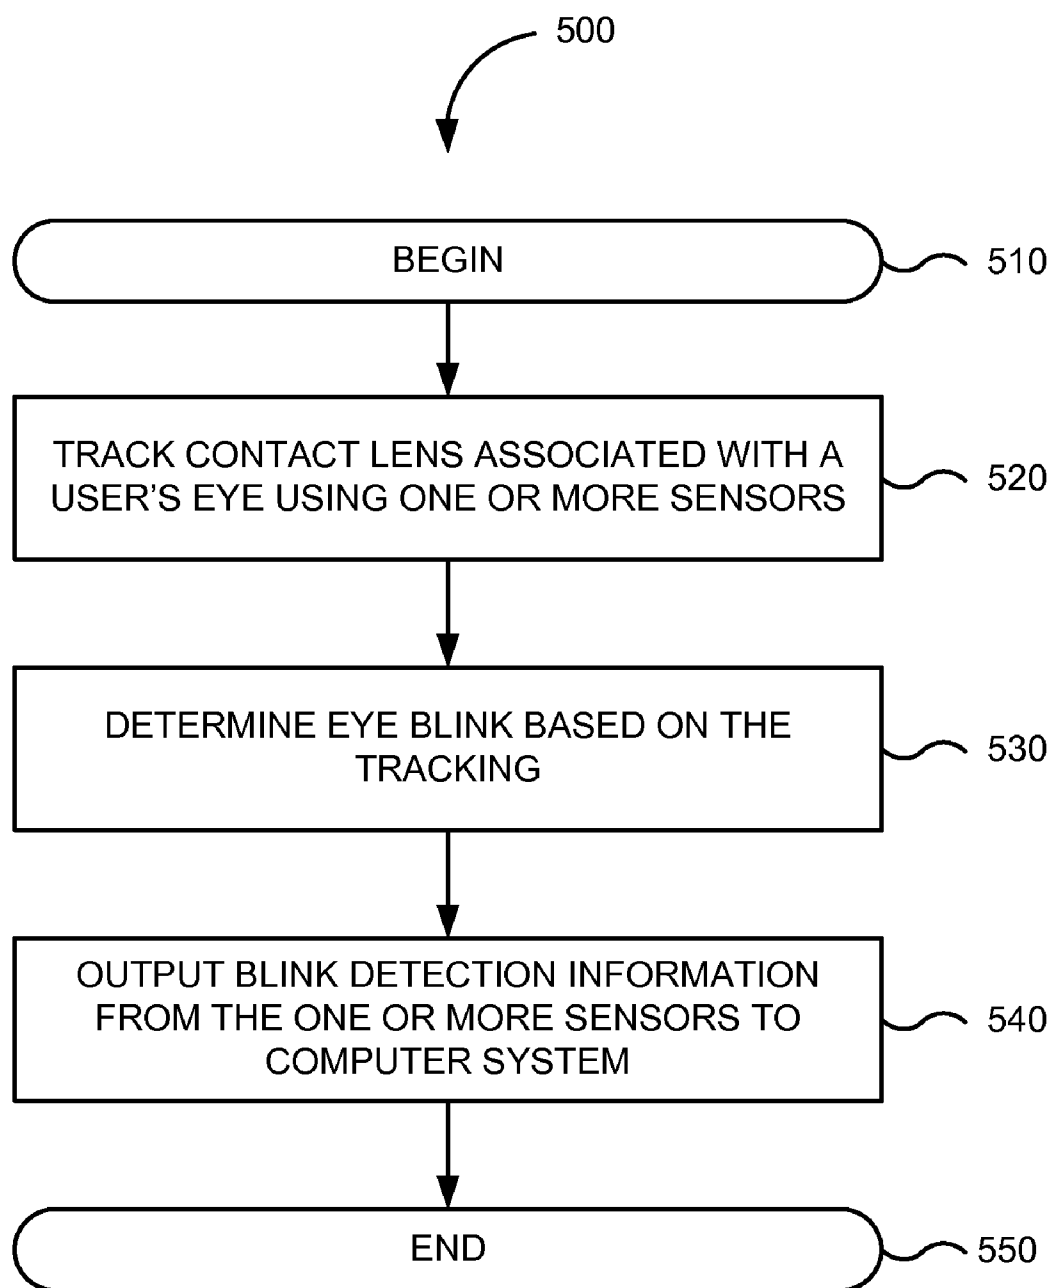 500
BEGIN
510
TRACK CONTACT LENS ASSOCIATED WITH A
USER'S EYE USING ONE OR MORE SENSORS
520
DETERMINE EYE BLINK BASED ON THE
TRACKING
530
OUTPUT BLINK DETECTION INFORMATION
FROM THE ONE OR MORE SENSORS TO
COMPUTER SYSTEM
540
END
550